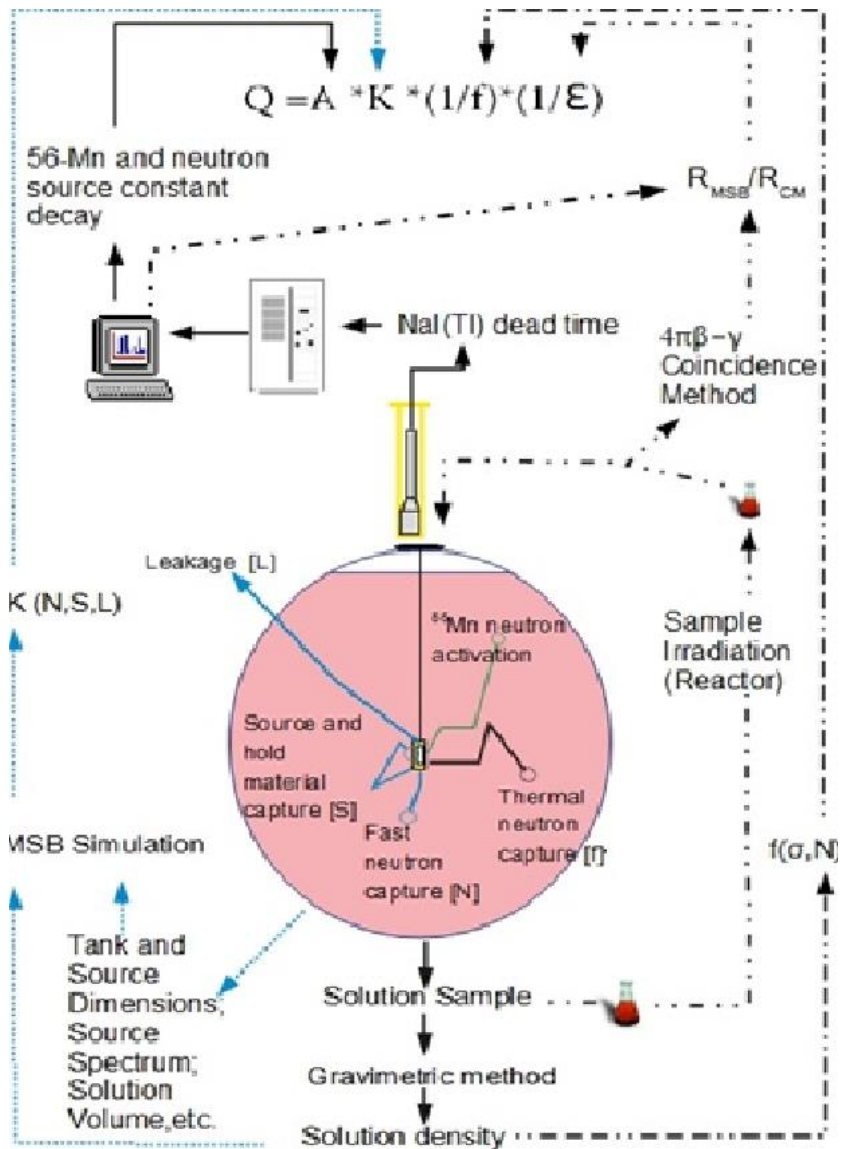 Q = A *K *(1/f)*(1/ε)
56-Mn and neutron
source constant
decay
R_MSB/R_CM
NaI(Tl) dead time
4πβ−γ
Coincidence
Method
Leakage [L]
K (N,S,L)
⁵⁵Mn neutron
activation
Sample
Irradiation
(Reactor)
Source and
hold
material
capture [S]
Thermal
neutron
capture [f]
Fast
neutron
capture [N]
MSB Simulation
f(σ,N)
Tank and
Source
Dimensions;
Source
Spectrum;
Solution
Volume,etc.
Solution Sample
Gravimetric method
Solution density